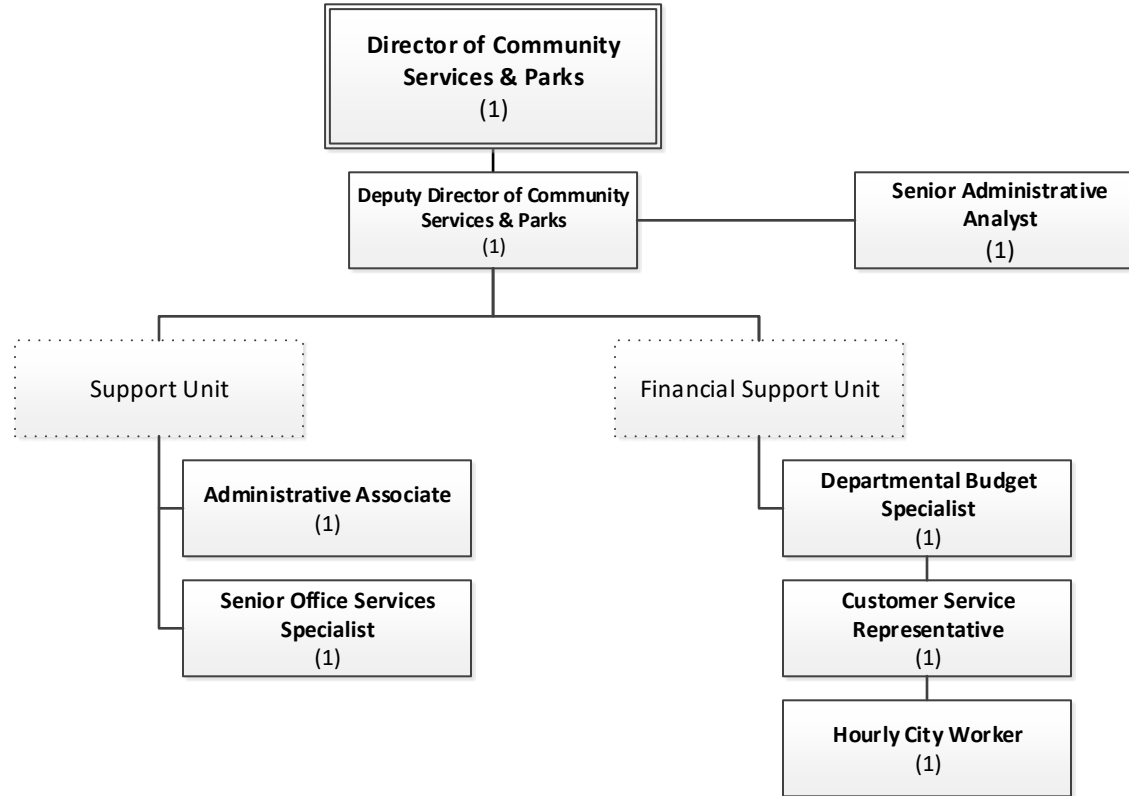 Director of Community
Services & Parks
(1)
Deputy Director of Community
Services & Parks
(1)
Senior Administrative
Analyst
(1)
Support Unit
Financial Support Unit
Administrative Associate
(1)
Senior Office Services
Specialist
(1)
Departmental Budget
Specialist
(1)
Customer Service
Representative
(1)
Hourly City Worker
(1)